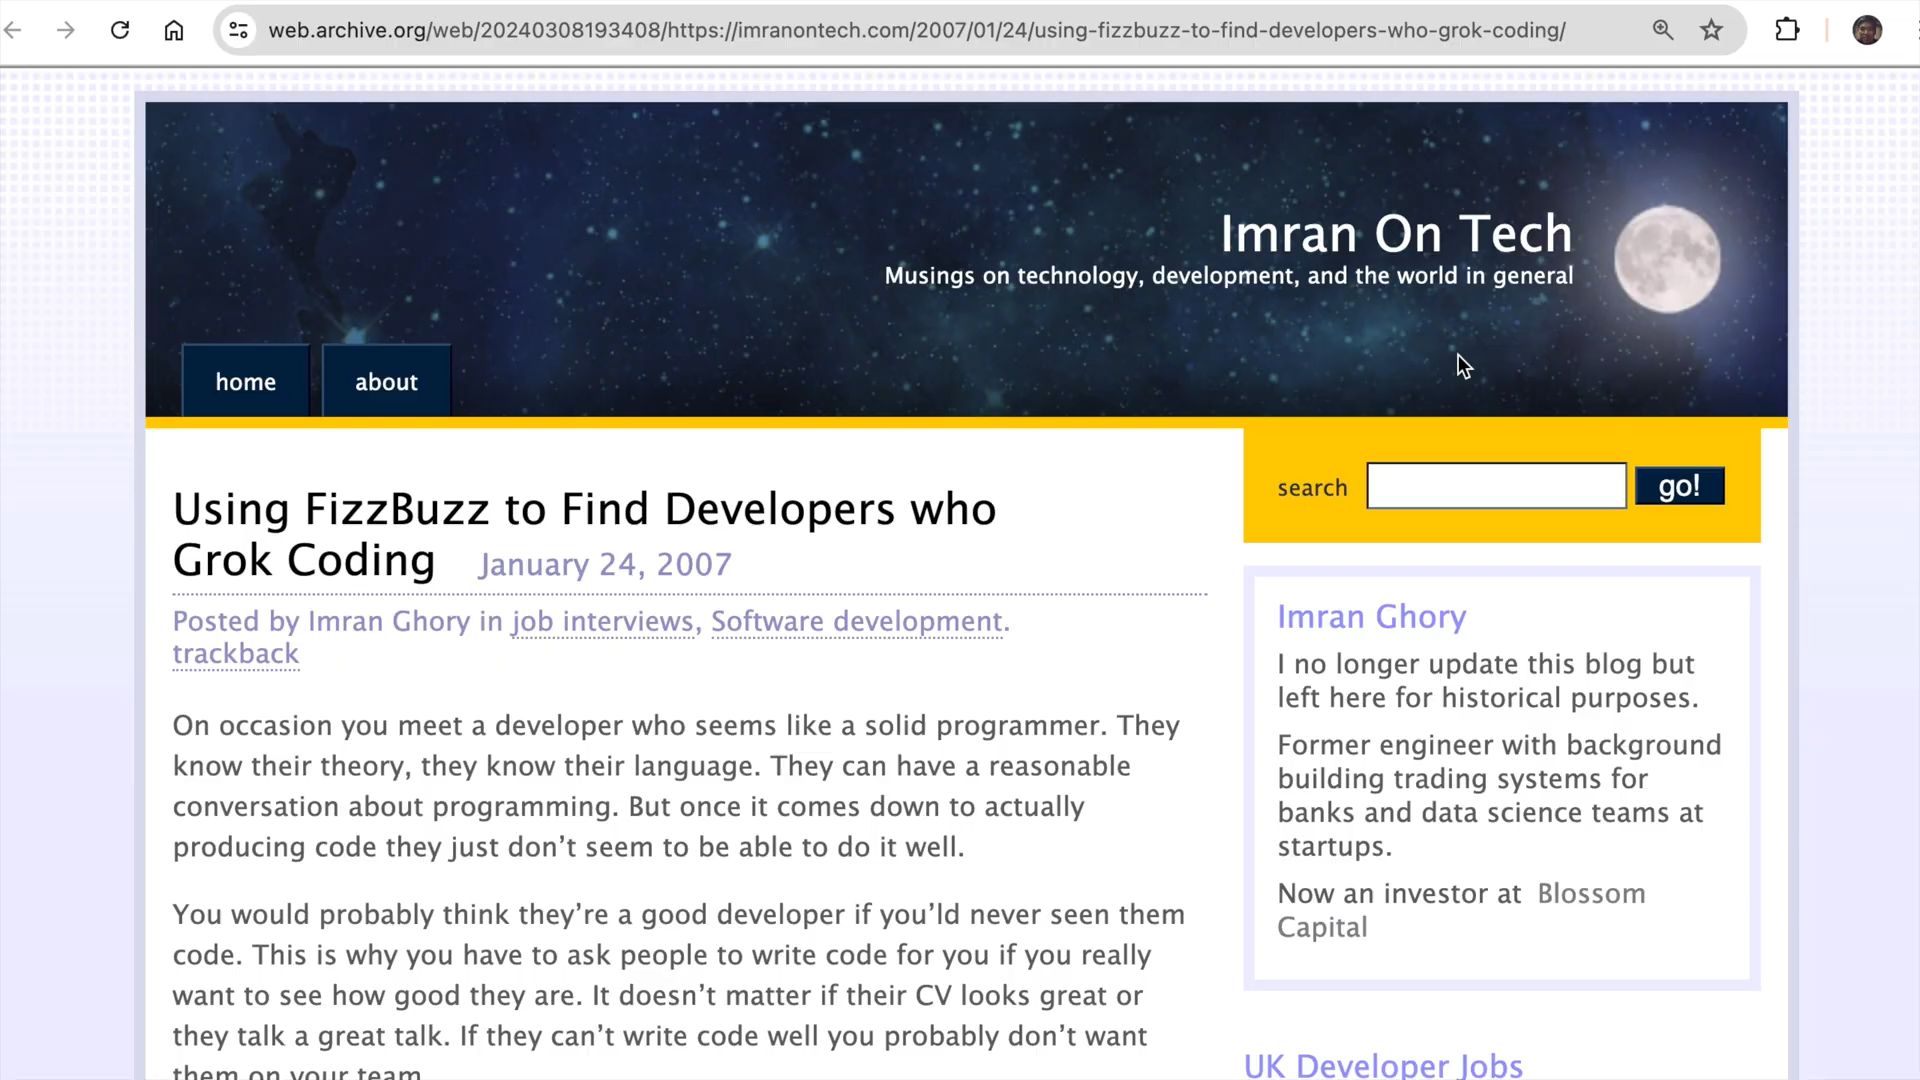 web.archive.org/web/20240308193408/https://imranontech.com/2007/01/24/using-fizzbuzz-to-find-developers-who-grok-coding/
Imran On Tech
Musings on technology, development, and the world in general
home
about
search
go!
Using FizzBuzz to Find Developers who
Grok Coding January 24, 2007
Posted by Imran Ghory in job interviews, Software development.
trackback
On occasion you meet a developer who seems like a solid programmer. They
know their theory, they know their language. They can have a reasonable
conversation about programming. But once it comes down to actually
producing code they just don’t seem to be able to do it well.
You would probably think they’re a good developer if you’ld never seen them
code. This is why you have to ask people to write code for you if you really
want to see how good they are. It doesn’t matter if their CV looks great or
they talk a great talk. If they can’t write code well you probably don’t want
them on your team.
Imran Ghory
I no longer update this blog but
left here for historical purposes.
Former engineer with background
building trading systems for
banks and data science teams at
startups.
Now an investor at Blossom
Capital
UK Developer Jobs